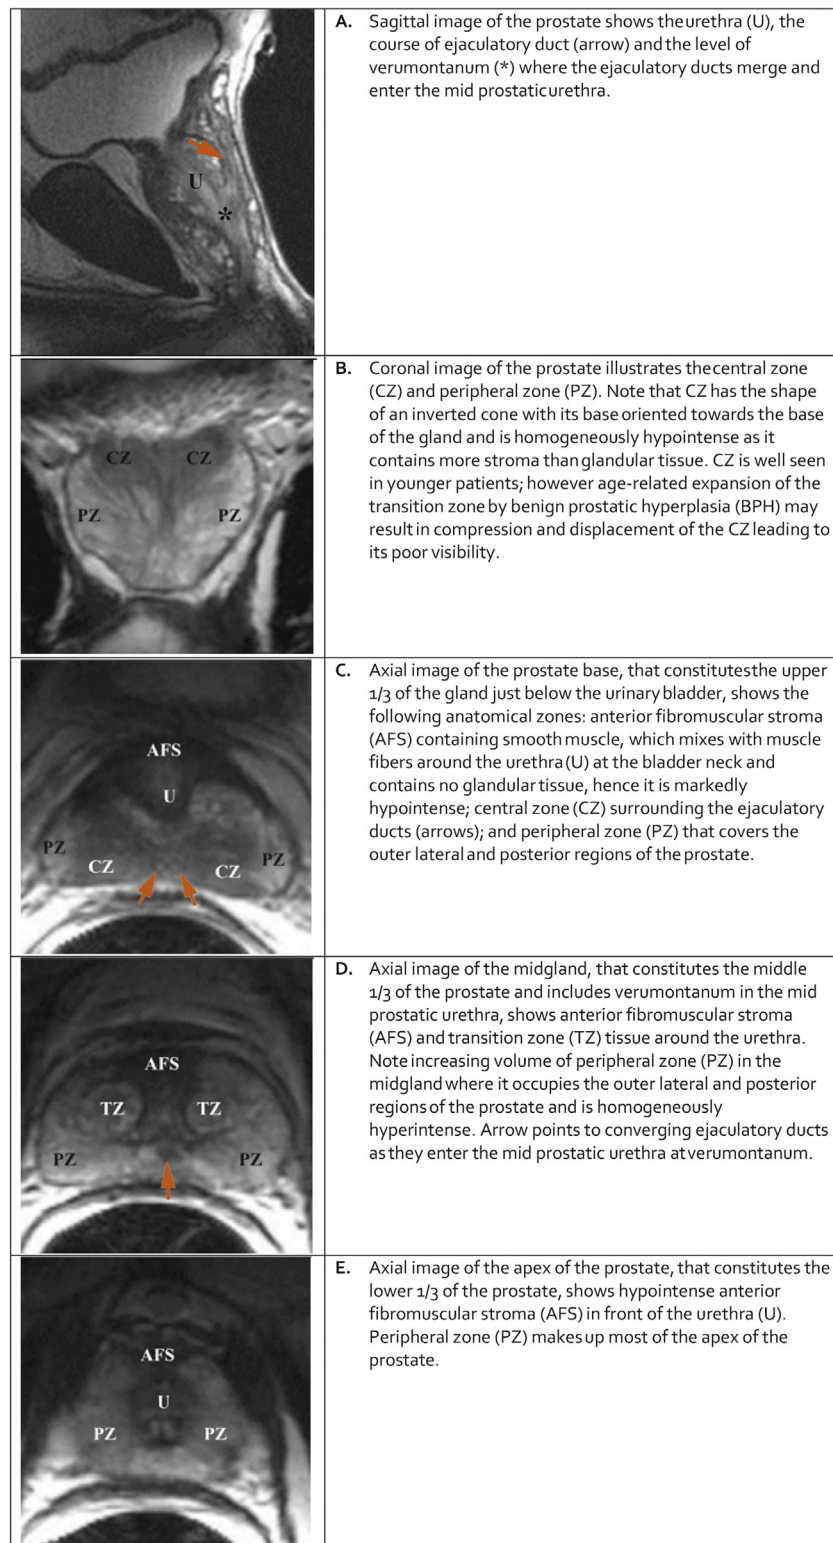 A. Sagittal image of the prostate shows theurethra (U), the
course of ejaculatory duct (arrow) and the level of
verumontanum (*) where the ejaculatory ducts merge and
enter the mid prostaticurethra.
U
*
B. Coronal image of the prostate illustrates thecentral zone
(CZ) and peripheral zone (PZ). Note that CZ has the shape
of an inverted cone with its base oriented towards the base
of the gland and is homogeneously hypointense as it
contains more stroma than glandular tissue. CZ is well seen
in younger patients; however age-related expansion of the
transition zone by benign prostatic hyperplasia (BPH) may
result in compression and displacement of the CZ leading to
its poor visibility.
CZ CZ
PZ PZ
C. Axial image of the prostate base, that constitutesthe upper
1/3 of the gland just below the urinary bladder, shows the
following anatomical zones: anterior fibromuscular stroma
(AFS) containing smooth muscle, which mixes with muscle
fibers around the urethra (U) at the bladder neck and
contains no glandular tissue, hence it is markedly
hypointense; central zone (CZ) surrounding the ejaculatory
ducts (arrows); and peripheral zone (PZ) that covers the
outer lateral and posterior regions of the prostate.
AFS
U
PZ PZ
CZ CZ
D. Axial image of the midgland, that constitutes the middle
1/3 of the prostate and includes verumontanum in the mid
prostatic urethra, shows anterior fibromuscular stroma
(AFS) and transition zone (TZ) tissue around the urethra.
Note increasing volume of peripheral zone (PZ) in the
midgland where it occupies the outer lateral and posterior
regions of the prostate and is homogeneously
hyperintense. Arrow points to converging ejaculatory ducts
as they enter the mid prostatic urethra atverumontanum.
AFS
TZ TZ
PZ PZ
E. Axial image of the apex of the prostate, that constitutes the
lower 1/3 of the prostate, shows hypointense anterior
fibromuscular stroma (AFS) in front of the urethra (U).
Peripheral zone (PZ) makes up most of the apex of the
prostate.
AFS
U
PZ PZ